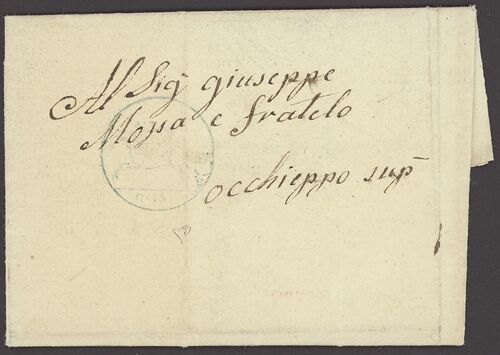 Al Sig giuseppe
Mossa e fratelo
occhieppo sup